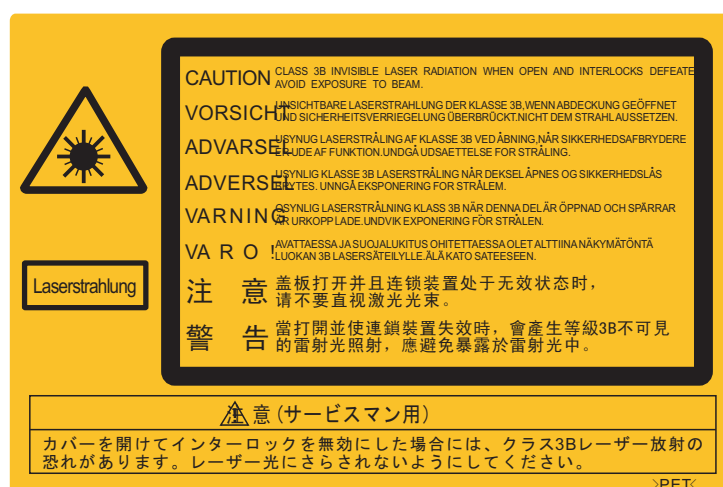 CAUTION CLASS 3B INVISIBLE LASER RADIATION WHEN OPEN AND INTERLOCKS DEFEATE
AVOID EXPOSURE TO BEAM.
VORSICHT UNSICHTBARE LASERSTRAHLUNG DER KLASSE 3B,WENN ABDECKUNG GEÖFFNET
UND SICHERHEITSVERRIEGELUNG ÜBERBRÜCKT.NICHT DEM STRAHL AUSSETZEN.
ADVARSEL USYNUG LASERSTRÅLING AF KLASSE 3B VED ÅBNING,NÅR SIKKERHEDSAFBRYDERE
ER UDE AF FUNKTION.UNDGÅ UDSAETTELSE FOR STRÅLING.
ADVERSEL USYNLIG KLASSE 3B LASERSTRÅLING NÅR DEKSEL ÅPNES OG SIKKERHEDSLÅS
BRYTES. UNNGÅ EKSPONERING FOR STRÅLEM.
VARNING OSYNLIG LASERSTRÅLNING KLASS 3B NÄR DENNA DEL ÄR ÖPPNAD OCH SPÄRRAR
ÄR URKOPP LADE.UNDVIK EXPONERING FÖR STRÅLEN.
VA R O ! AVATTAESSA JA SUOJALUKITUS OHITETTAESSA OLET ALTTIINA NÄKYMÄTÖNTÄ
LUOKAN 3B LASERSÄTEILYLLE.ÄLÄ KATO SATEESEEN.
注 意 盖板打开并且连锁装置处于无效状态时，
请不要直视激光光束。
警 告 當打開並使連鎖裝置失效時，會產生等級3B不可見
的雷射光照射，應避免暴露於雷射光中。
Laserstrahlung
注意(サービスマン用)
カバーを開けてインターロックを無効にした場合には、クラス3Bレーザー放射の
恐れがあります。レーザー光にさらされないようにしてください。
>PET<